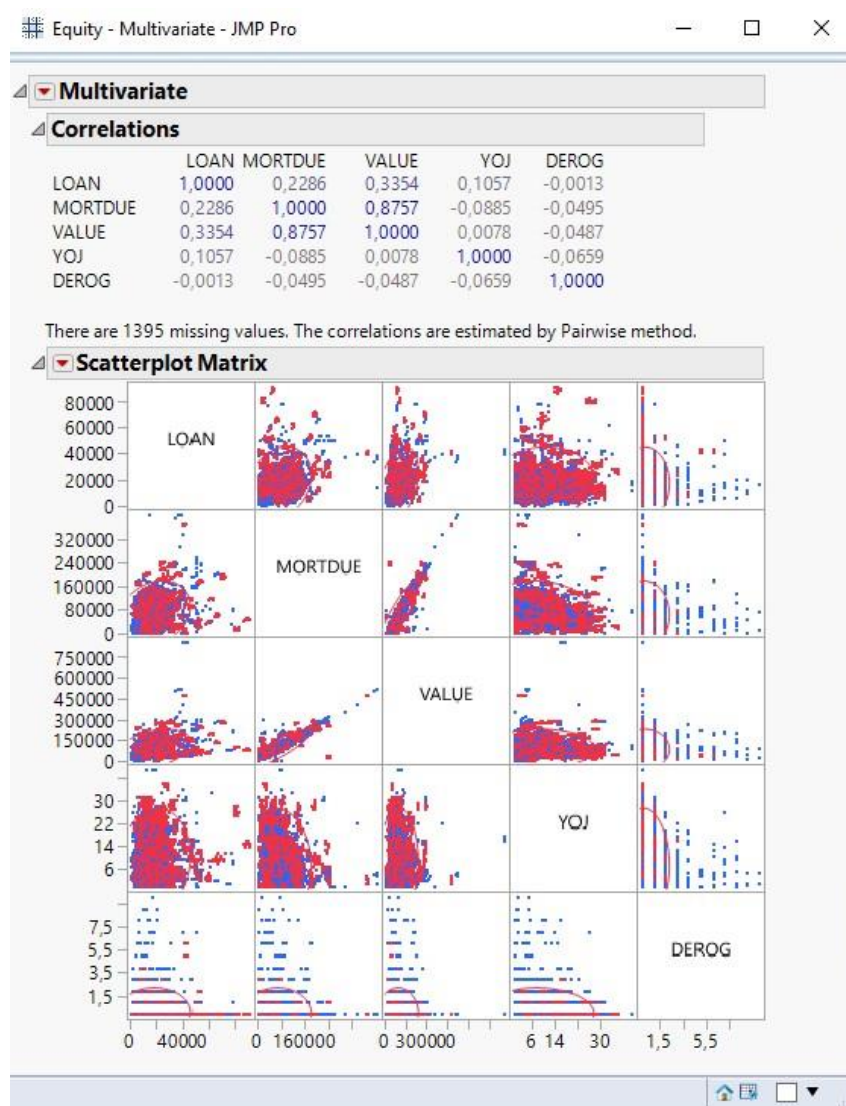 Equity - Multivariate - JMP Pro
Multivariate
Correlations
LOAN MORTDUE VALUE YOJ DEROG
LOAN 1,0000 0,2286 0,3354 0,1057 -0,0013
MORTDUE 0,2286 1,0000 0,8757 -0,0885 -0,0495
VALUE 0,3354 0,8757 1,0000 0,0078 -0,0487
YOJ 0,1057 -0,0885 0,0078 1,0000 -0,0659
DEROG -0,0013 -0,0495 -0,0487 -0,0659 1,0000
There are 1395 missing values. The correlations are estimated by Pairwise method.
Scatterplot Matrix
80000
60000
40000
20000
0
LOAN
320000
240000
160000
80000
0
MORTDUE
750000
600000
450000
300000
150000
0
VALUE
30
22
14
6
YOJ
7,5
5,5
3,5
1,5
DEROG
0 40000 0 160000 0 300000 6 14 30 1,5 5,5